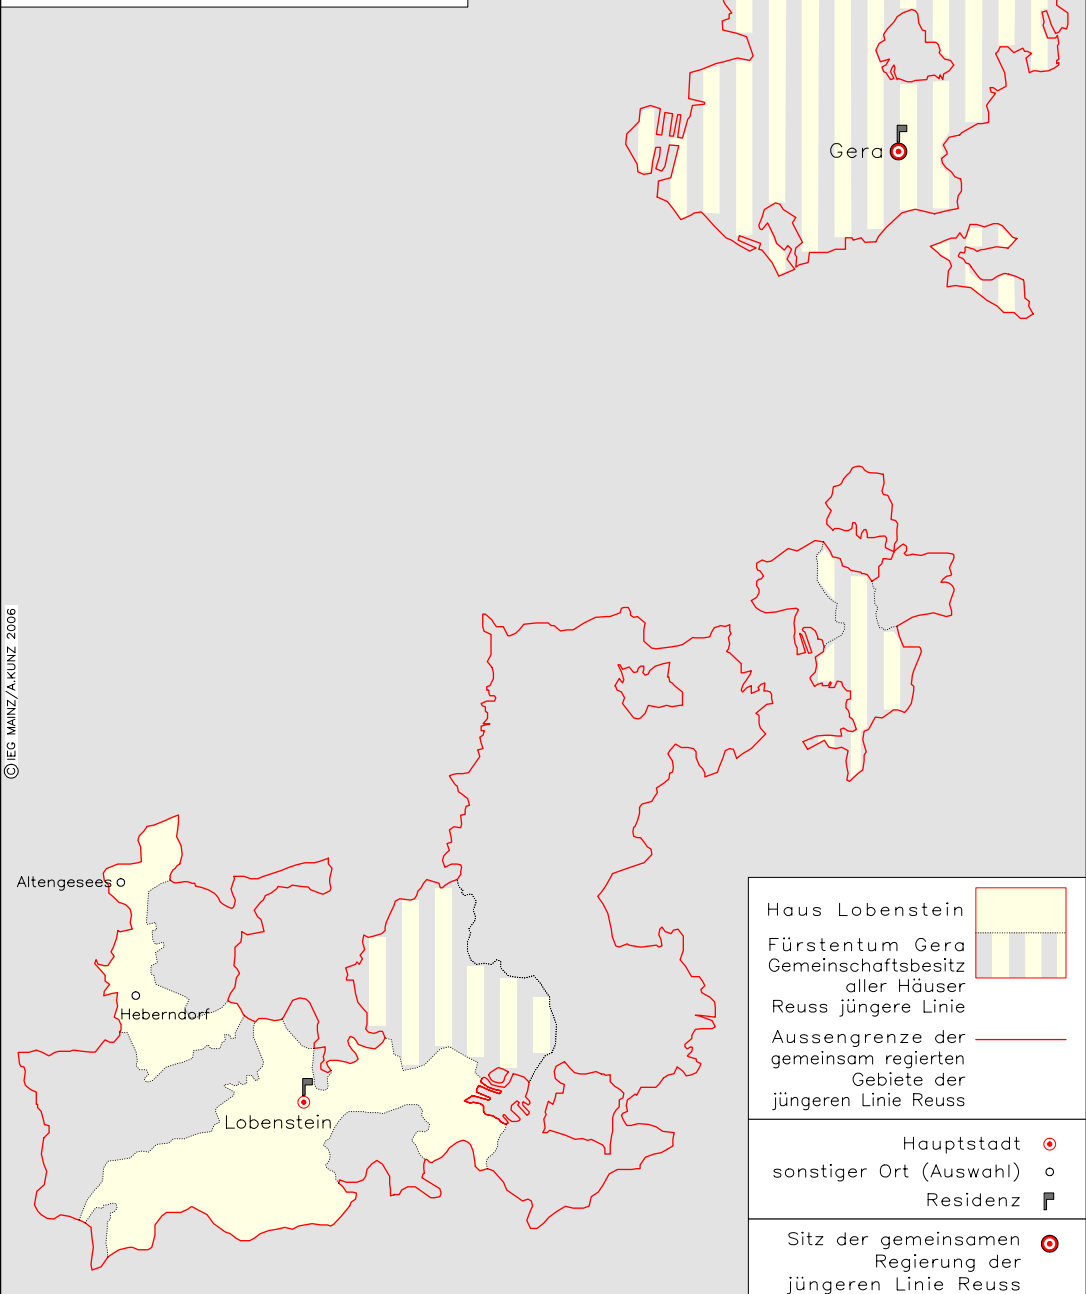 Gera
© IEG MAINZ/A.KUNZ 2006
Altengesees
Heberndorf
Lobenstein
Haus Lobenstein
Fürstentum Gera
Gemeinschaftsbesitz
aller Häuser
Reuss jüngere Linie
Aussengrenze der
gemeinsam regierten
Gebiete der
jüngeren Linie Reuss
Hauptstadt
sonstiger Ort (Auswahl)
Residenz
Sitz der gemeinsamen
Regierung der
jüngeren Linie Reuss